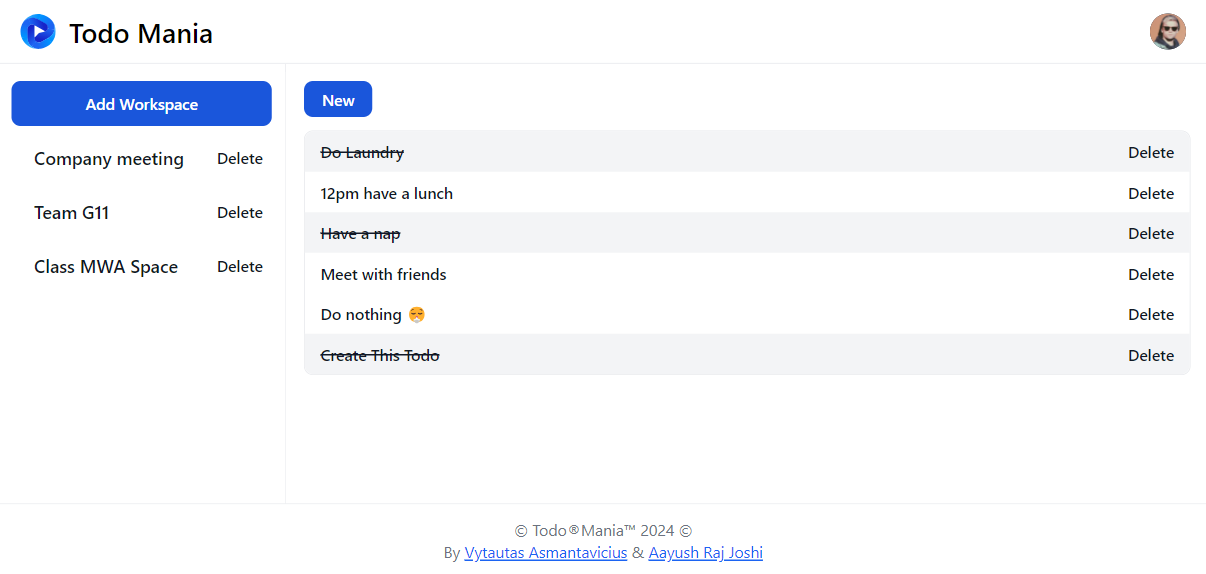 Todo Mania
Add Workspace
Company meeting Delete
Team G11 Delete
Class MWA Space Delete
New
Do Laundry Delete
12pm have a lunch Delete
Have a nap Delete
Meet with friends Delete
Do nothing 😌 Delete
Create This Todo Delete
© Todo®Mania™ 2024 ©
By Vytautas Asmantavicius & Aayush Raj Joshi